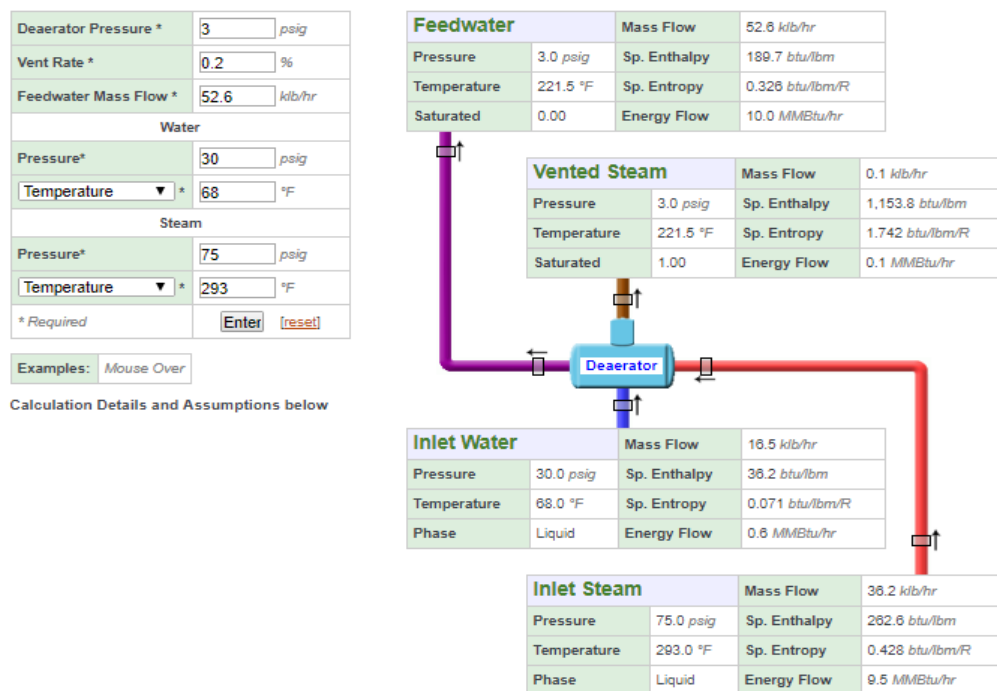 Deaerator Pressure * 3 psig
Vent Rate * 0.2 %
Feedwater Mass Flow * 52.6 klb/hr
Water
Pressure* 30 psig
Temperature ▼ * 68 °F
Steam
Pressure* 75 psig
Temperature ▼ * 293 °F
* Required Enter [reset]
Examples: Mouse Over
Calculation Details and Assumptions below
Feedwater Mass Flow 52.6 klb/hr
Pressure 3.0 psig Sp. Enthalpy 189.7 btu/lbm
Temperature 221.5 °F Sp. Entropy 0.326 btu/lbm/R
Saturated 0.00 Energy Flow 10.0 MMBtu/hr
Vented Steam Mass Flow 0.1 klb/hr
Pressure 3.0 psig Sp. Enthalpy 1,153.8 btu/lbm
Temperature 221.5 °F Sp. Entropy 1.742 btu/lbm/R
Saturated 1.00 Energy Flow 0.1 MMBtu/hr
Deaerator
Inlet Water Mass Flow 16.5 klb/hr
Pressure 30.0 psig Sp. Enthalpy 36.2 btu/lbm
Temperature 68.0 °F Sp. Entropy 0.071 btu/lbm/R
Phase Liquid Energy Flow 0.6 MMBtu/hr
Inlet Steam Mass Flow 36.2 klb/hr
Pressure 75.0 psig Sp. Enthalpy 262.6 btu/lbm
Temperature 293.0 °F Sp. Entropy 0.428 btu/lbm/R
Phase Liquid Energy Flow 9.5 MMBtu/hr